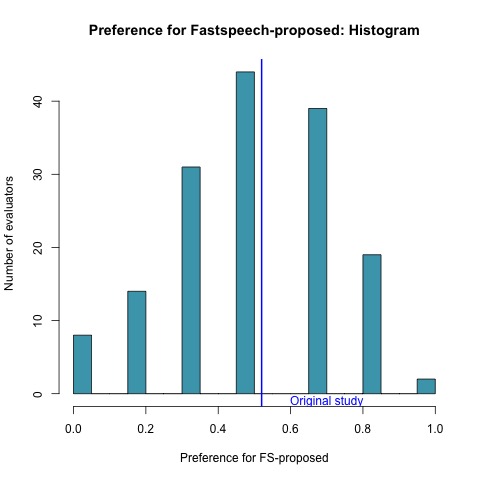 Preference for Fastspeech-proposed: Histogram
Number of evaluators
40
30
20
10
0
Original study
0.0 0.2 0.4 0.6 0.8 1.0
Preference for FS-proposed